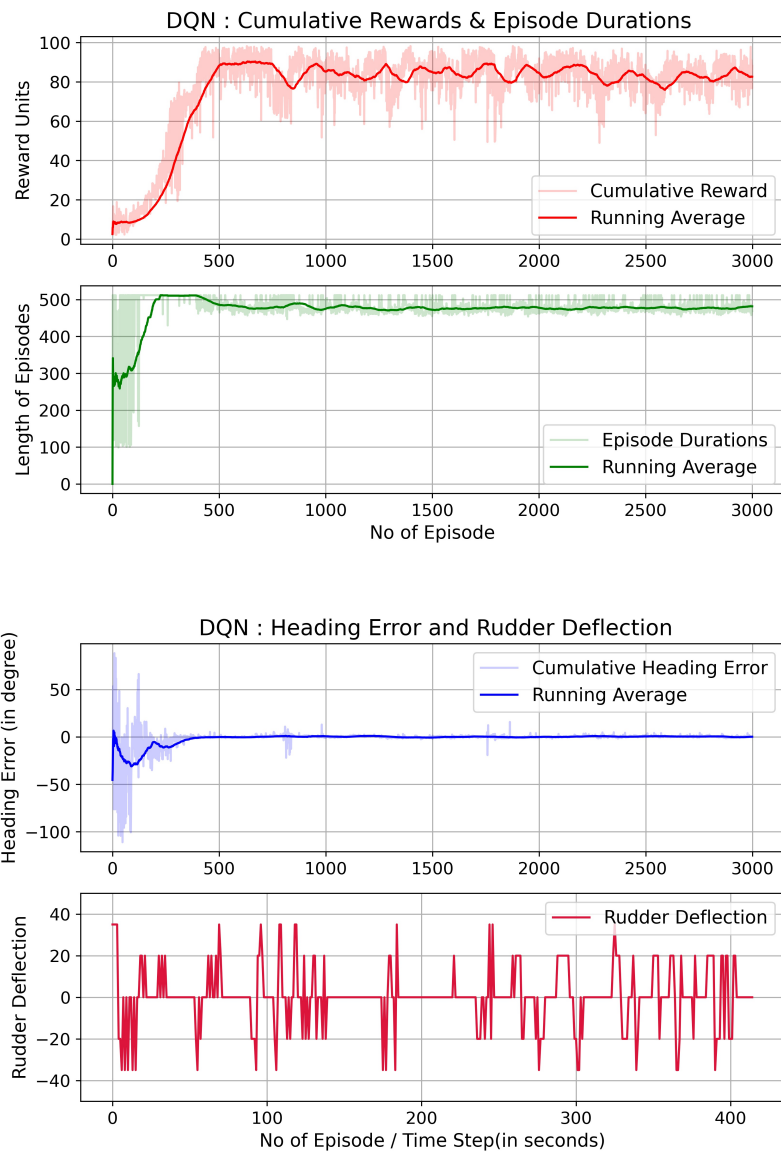 DQN : Cumulative Rewards & Episode Durations
100
80
60
40
20
0
Reward Units
Cumulative Reward
Running Average
0 500 1000 1500 2000 2500 3000
500
400
300
200
100
0
Length of Episodes
Episode Durations
Running Average
0 500 1000 1500 2000 2500 3000
No of Episode
DQN : Heading Error and Rudder Deflection
50
0
−50
−100
Heading Error (in degree)
Cumulative Heading Error
Running Average
0 500 1000 1500 2000 2500 3000
40
20
0
−20
−40
Rudder Deflection
Rudder Deflection
0 100 200 300 400
No of Episode / Time Step(in seconds)